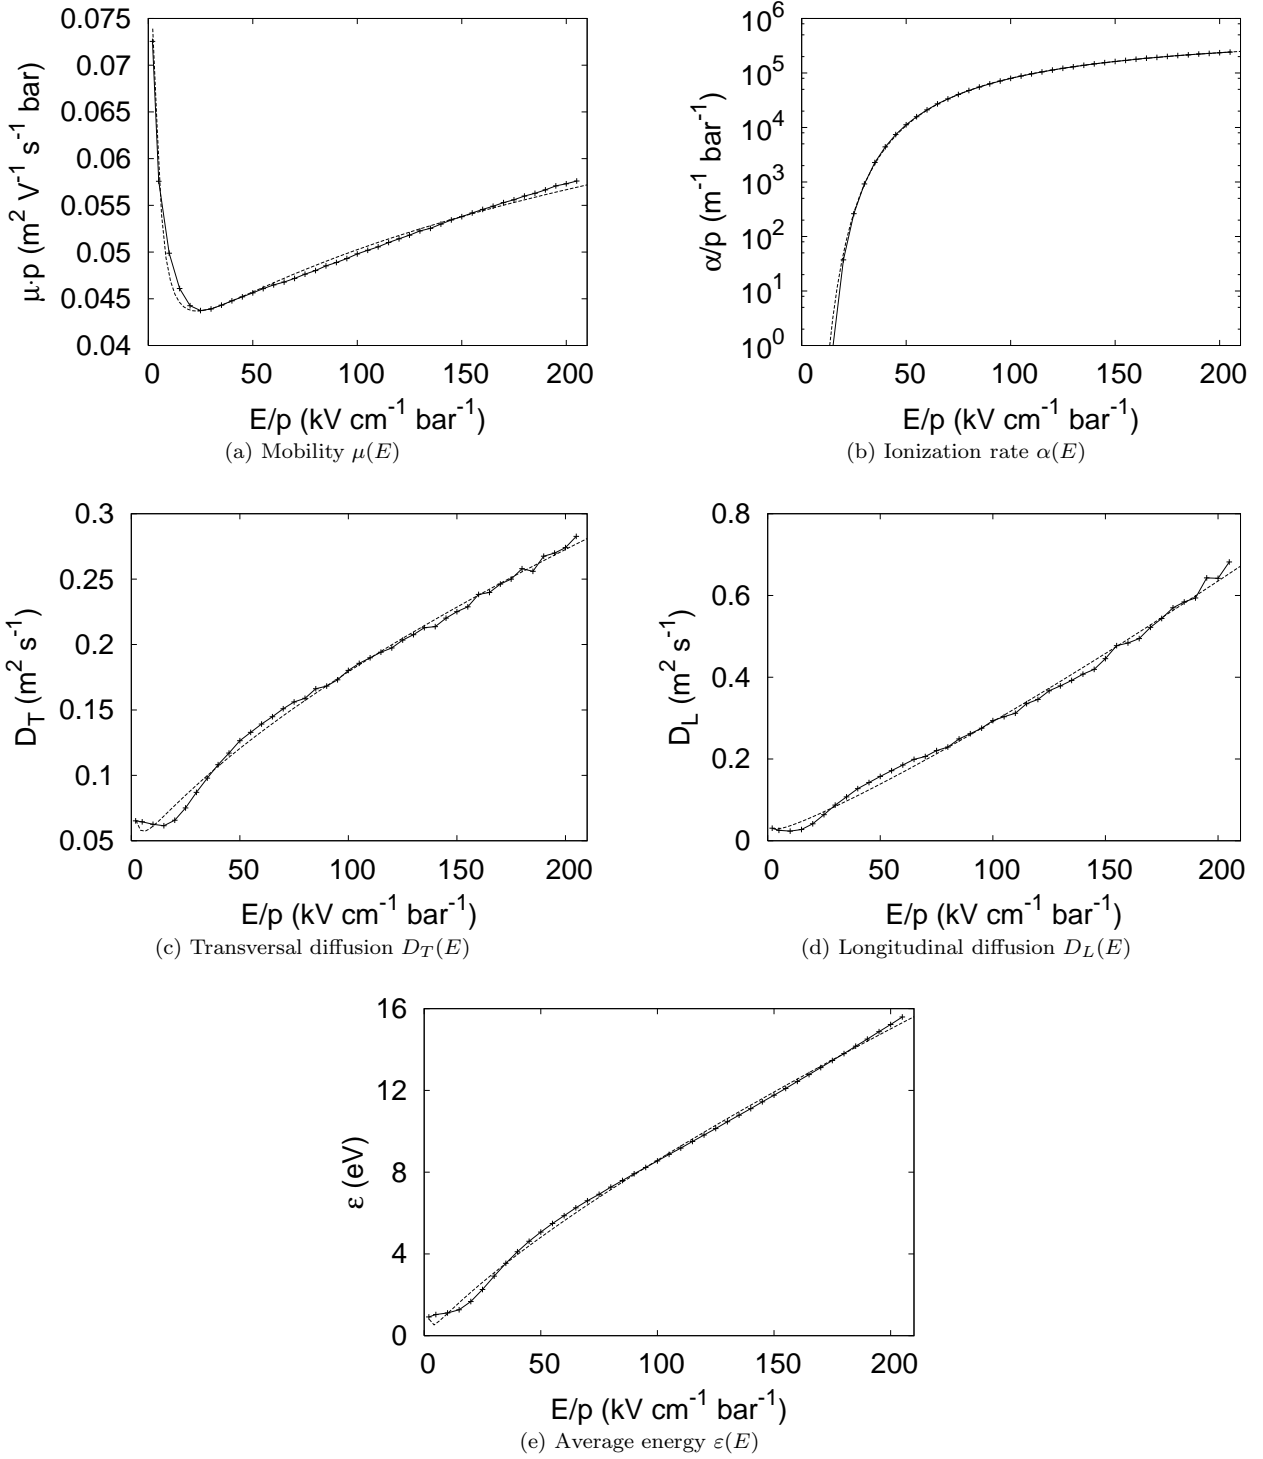 0.075
0.07
0.065
0.06
0.055
0.05
0.045
0.04
μ·p (m² V⁻¹ s⁻¹ bar)
0 50 100 150 200
E/p (kV cm⁻¹ bar⁻¹)
(a) Mobility μ(E)
10⁶
10⁵
10⁴
10³
10²
10¹
10⁰
α/p (m⁻¹ bar⁻¹)
0 50 100 150 200
E/p (kV cm⁻¹ bar⁻¹)
(b) Ionization rate α(E)
0.3
0.25
0.2
0.15
0.1
0.05
D_T (m² s⁻¹)
0 50 100 150 200
E/p (kV cm⁻¹ bar⁻¹)
(c) Transversal diffusion D_T(E)
0.8
0.6
0.4
0.2
0
D_L (m² s⁻¹)
0 50 100 150 200
E/p (kV cm⁻¹ bar⁻¹)
(d) Longitudinal diffusion D_L(E)
16
12
8
4
0
ε (eV)
0 50 100 150 200
E/p (kV cm⁻¹ bar⁻¹)
(e) Average energy ε(E)